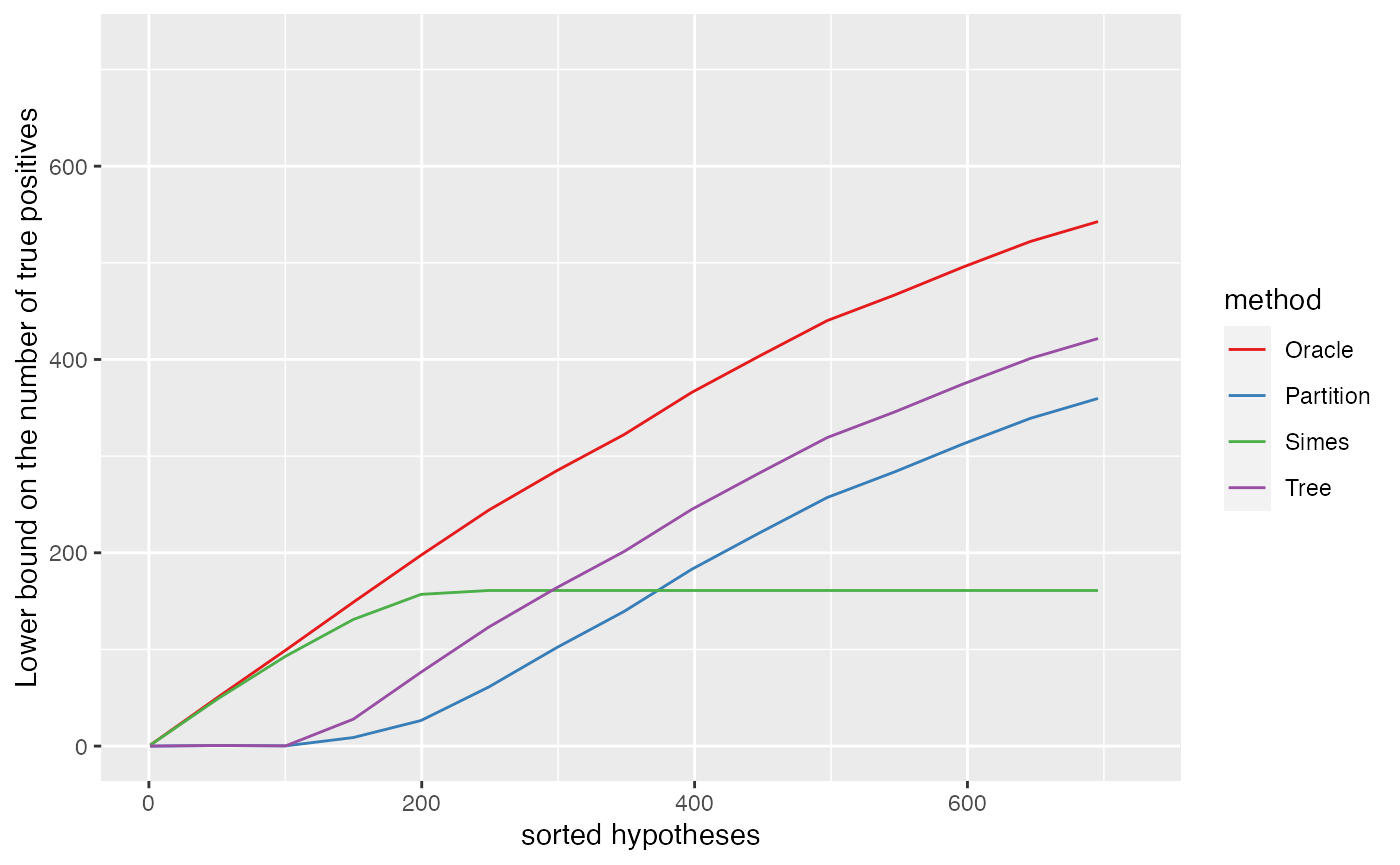 Lower bound on the number of true positives
600
400
200
0
0
200
400
600
sorted hypotheses
method
Oracle
Partition
Simes
Tree